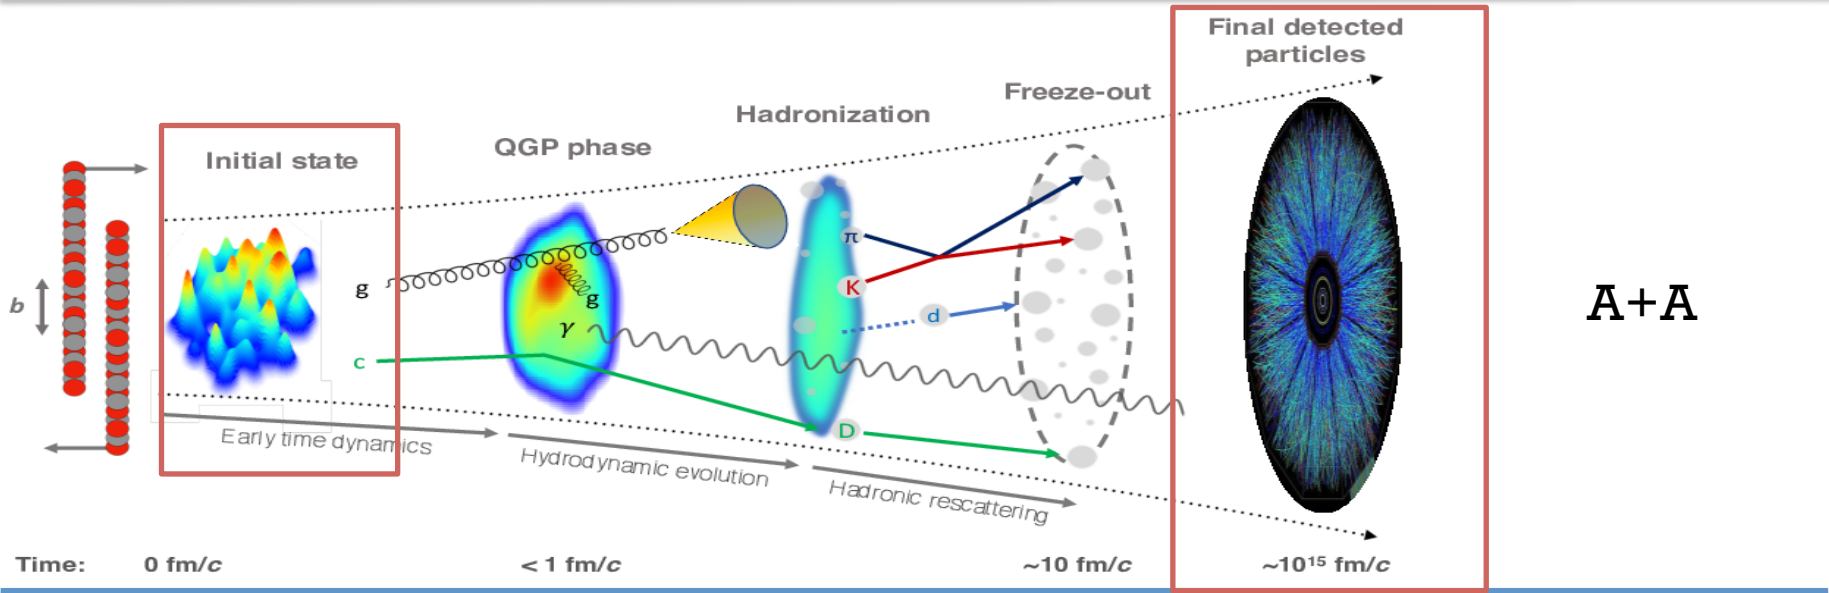 Final detected
particles
Freeze-out
Hadronization
QGP phase
Initial state
b
g
g
γ
c
π
K
d
D
A+A
Early time dynamics
Hydrodynamic evolution
Hadronic rescattering
Time: 0 fm/c < 1 fm/c ~10 fm/c ~10¹⁵ fm/c